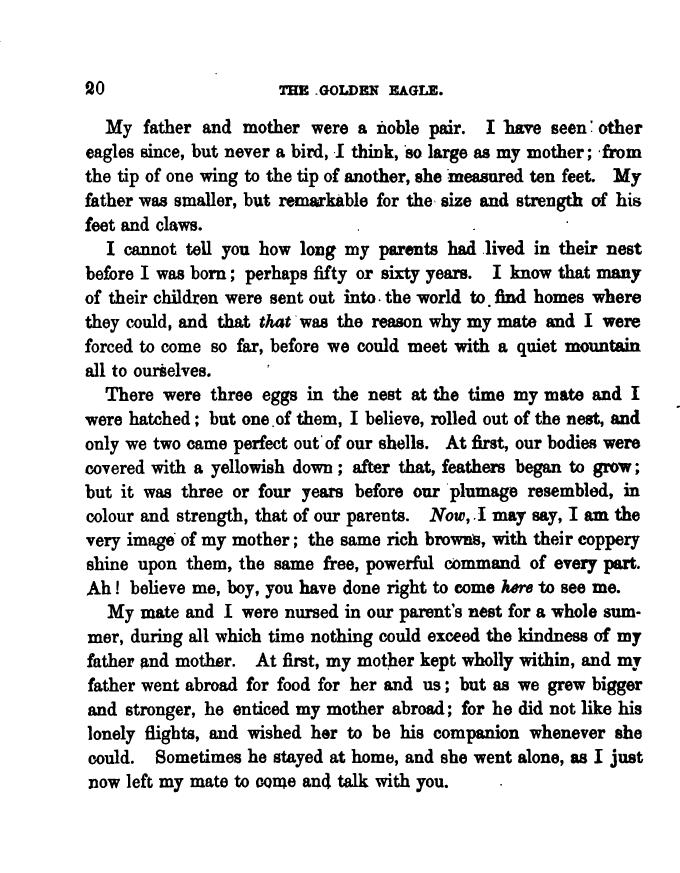 20 THE GOLDEN EAGLE.
My father and mother were a noble pair. I have seen other
eagles since, but never a bird, I think, so large as my mother; from
the tip of one wing to the tip of another, she measured ten feet. My
father was smaller, but remarkable for the size and strength of his
feet and claws.
I cannot tell you how long my parents had lived in their nest
before I was born; perhaps fifty or sixty years. I know that many
of their children were sent out into the world to find homes where
they could, and that that was the reason why my mate and I were
forced to come so far, before we could meet with a quiet mountain
all to ourselves.
There were three eggs in the nest at the time my mate and I
were hatched; but one of them, I believe, rolled out of the nest, and
only we two came perfect out of our shells. At first, our bodies were
covered with a yellowish down; after that, feathers began to grow;
but it was three or four years before our plumage resembled, in
colour and strength, that of our parents. Now, I may say, I am the
very image of my mother; the same rich browns, with their coppery
shine upon them, the same free, powerful command of every part.
Ah! believe me, boy, you have done right to come here to see me.
My mate and I were nursed in our parent's nest for a whole sum-
mer, during all which time nothing could exceed the kindness of my
father and mother. At first, my mother kept wholly within, and my
father went abroad for food for her and us; but as we grew bigger
and stronger, he enticed my mother abroad; for he did not like his
lonely flights, and wished her to be his companion whenever she
could. Sometimes he stayed at home, and she went alone, as I just
now left my mate to come and talk with you.